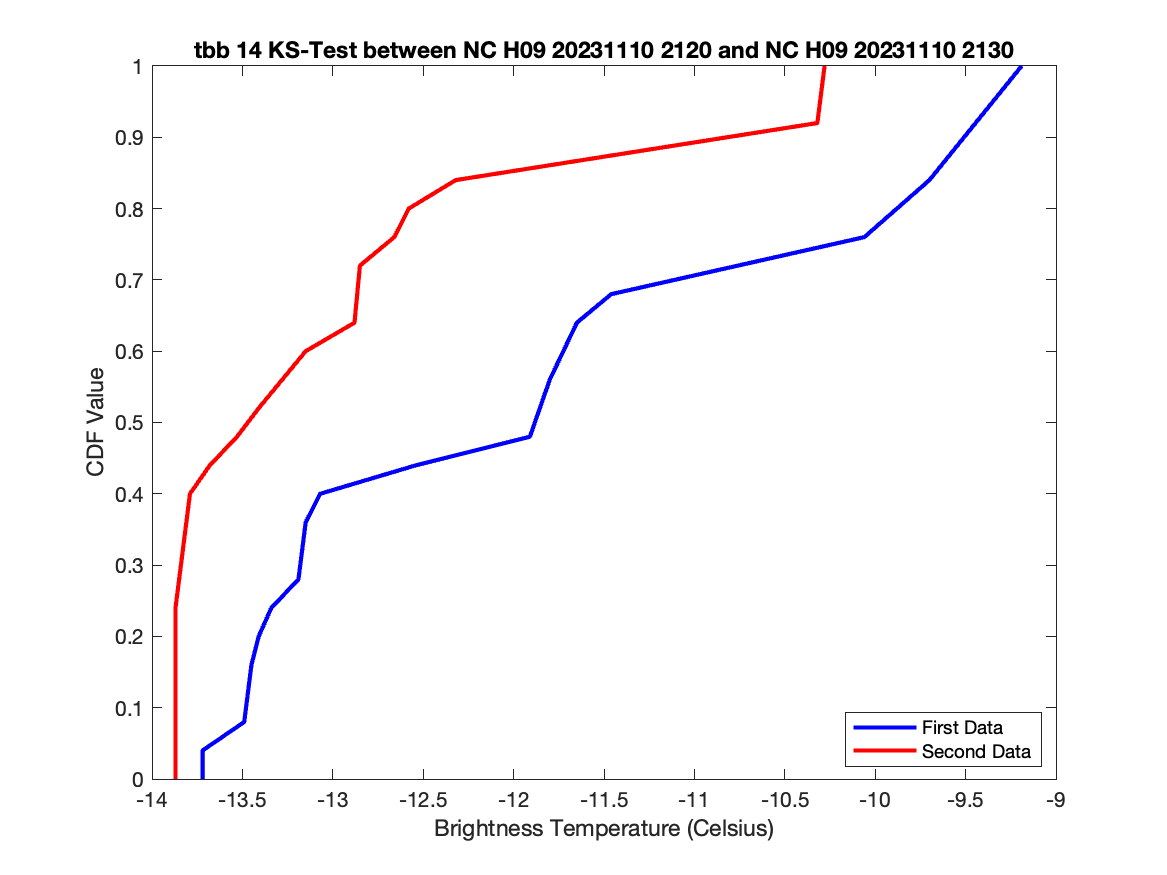 tbb 14 KS-Test between NC H09 20231110 2120 and NC H09 20231110 2130
1
0.9
0.8
0.7
0.6
0.5
0.4
0.3
0.2
0.1
0
CDF Value
First Data
Second Data
-14 -13.5 -13 -12.5 -12 -11.5 -11 -10.5 -10 -9.5 -9
Brightness Temperature (Celsius)